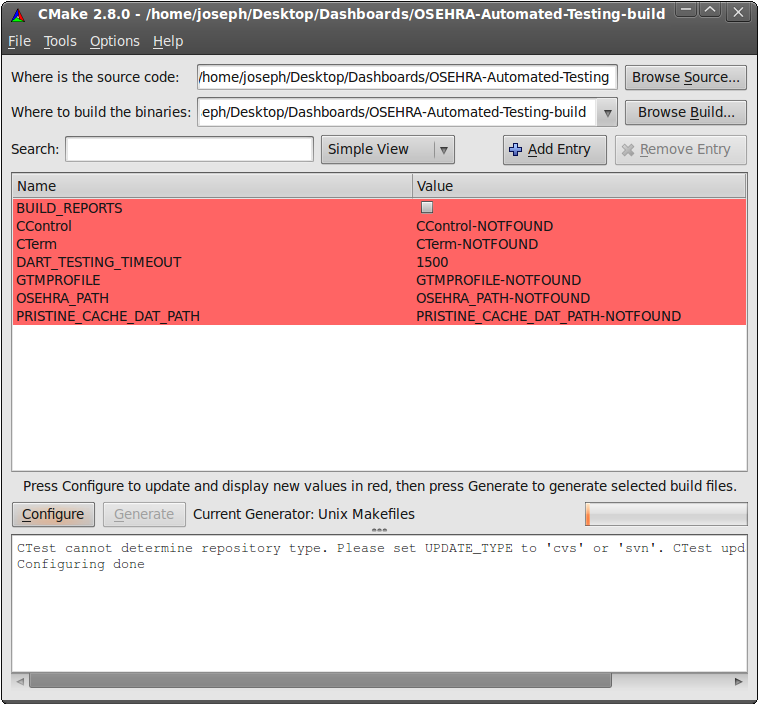 CMake 2.8.0 - /home/joseph/Desktop/Dashboards/OSEHRA-Automated-Testing-build
File Tools Options Help
Where is the source code: /home/joseph/Desktop/Dashboards/OSEHRA-Automated-Testing Browse Source...
Where to build the binaries: eph/Desktop/Dashboards/OSEHRA-Automated-Testing-build Browse Build...
Search: Simple View Add Entry Remove Entry
Name Value
BUILD_REPORTS
CControl CControl-NOTFOUND
CTerm CTerm-NOTFOUND
DART_TESTING_TIMEOUT 1500
GTMPROFILE GTMPROFILE-NOTFOUND
OSEHRA_PATH OSEHRA_PATH-NOTFOUND
PRISTINE_CACHE_DAT_PATH PRISTINE_CACHE_DAT_PATH-NOTFOUND
Press Configure to update and display new values in red, then press Generate to generate selected build files.
Configure Generate Current Generator: Unix Makefiles
CTest cannot determine repository type. Please set UPDATE_TYPE to 'cvs' or 'svn'. CTest upd
Configuring done